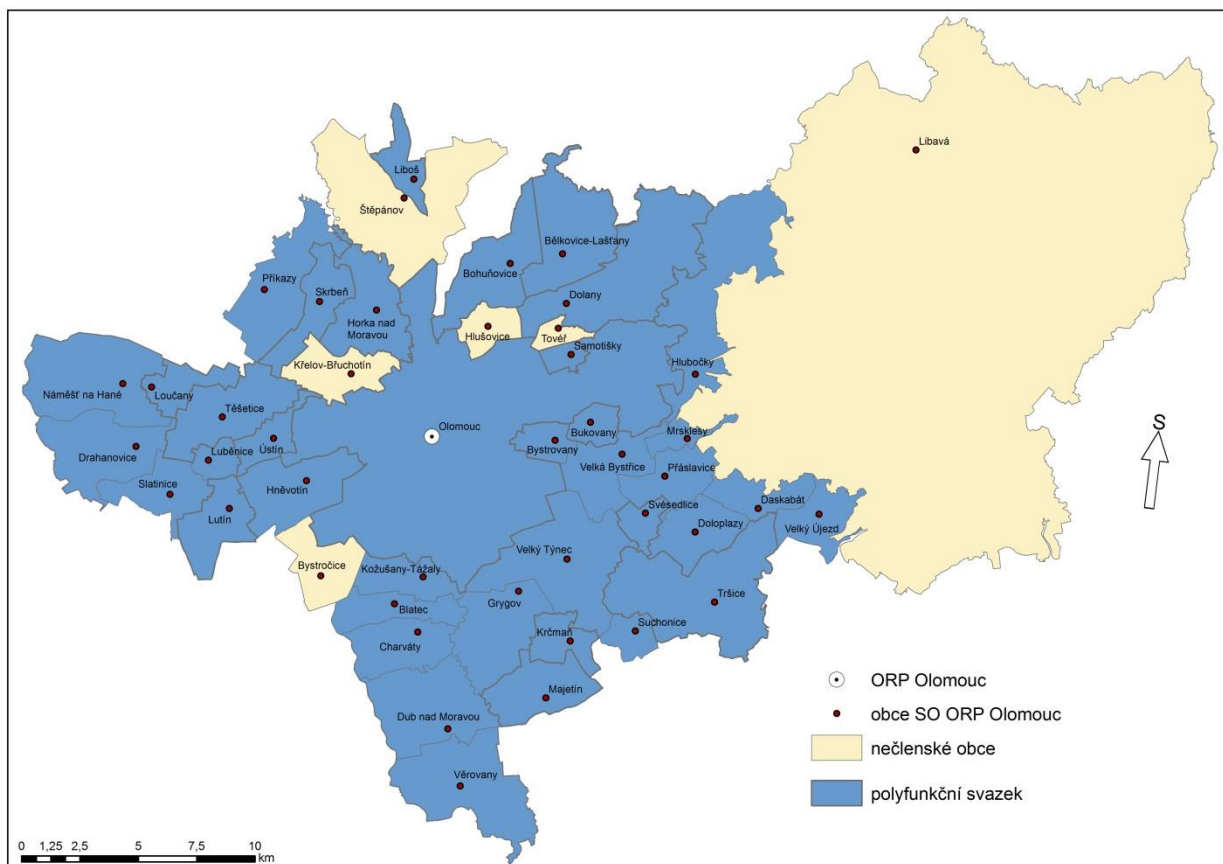 Libavá
Liboš
Štěpánov
Bělkovice-Lašťany
Bohuňovice
Příkazy
Skrbeň
Horka nad
Moravou
Dolany
Hlušovice
Tovéř
Samotišky
Křelov-Břuchotín
Hlubočky
Náměšť na Hané
Loučany
Těšetice
Olomouc
Bukovany
Mrsklesy
Bystrovany
Ústín
Drahanovice
Luběnice
Velká Bystřice
Přáslavice
Slatinice
Hněvotín
Lutín
Svésedlice
Daskabát
Doloplazy
Velký Újezd
S
Velký Týnec
Bystročice
Kožušany-Tážaly
Grygov
Tršice
Blatec
Charváty
Krčmaň
Suchonice
Majetín
Dub nad Moravou
Věrovany
ORP Olomouc
obce SO ORP Olomouc
nečlenské obce
polyfunkční svazek
0 1,25 2,5 5 7,5 10
km